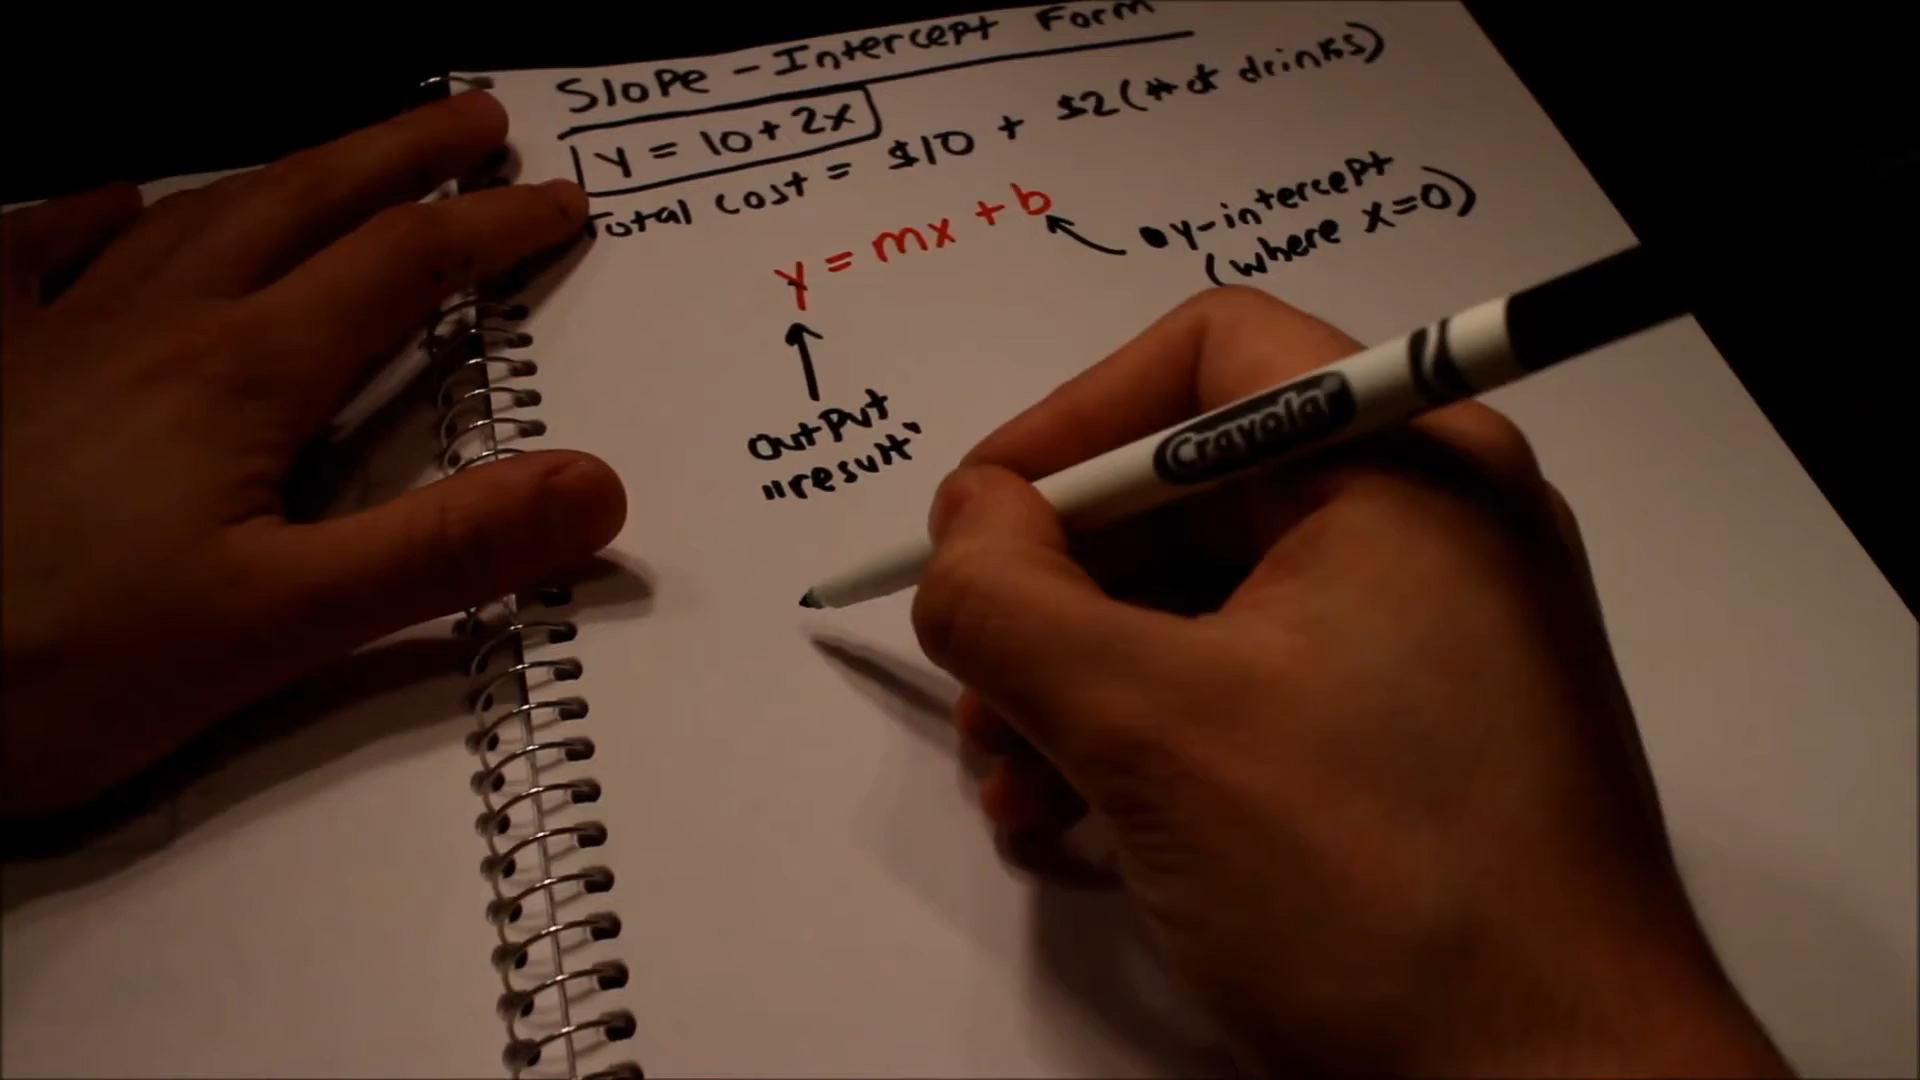 Slope - Intercept Form
y = 10 + 2x
Total cost = $10 + $2 (# of drinks)
y = mx + b
y-intercept
(where x=0)
output
"result"
Crayola